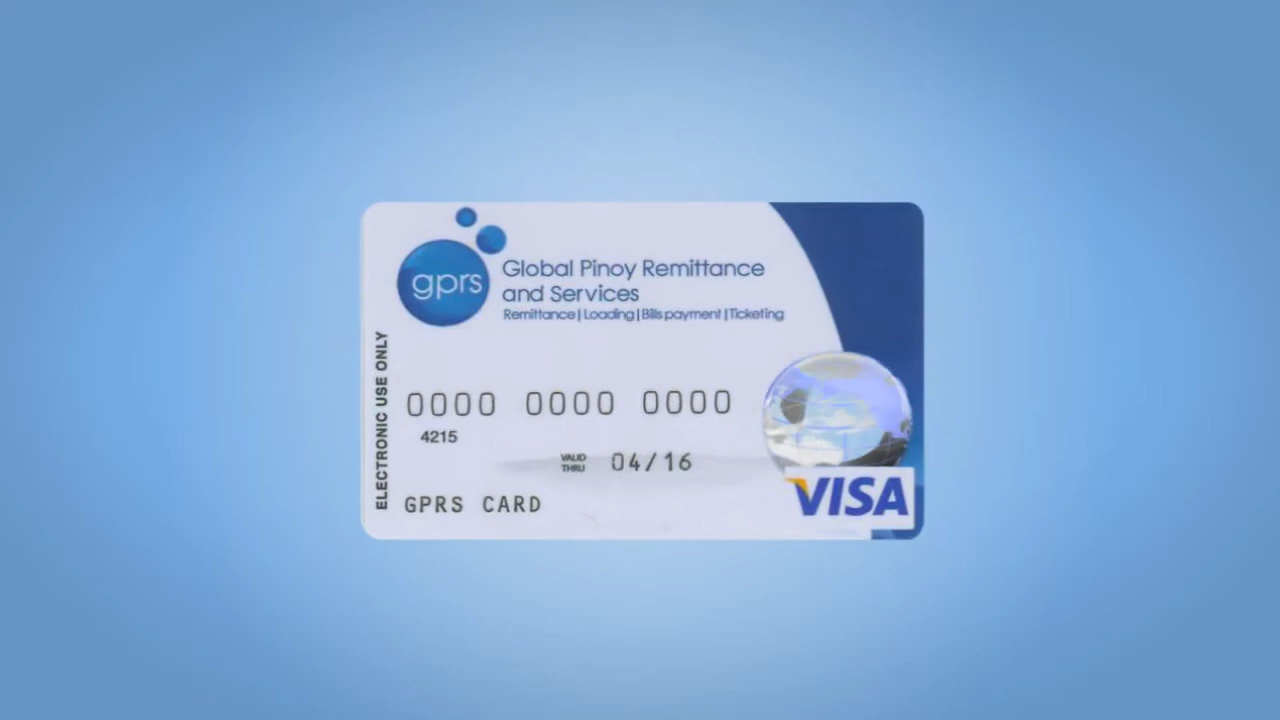 gprs
Global Pinoy Remittance
and Services
Remittance | Loading | Bills payment | Ticketing
ELECTRONIC USE ONLY
0000 0000 0000
4215
VALID
THRU 04/16
GPRS CARD
VISA